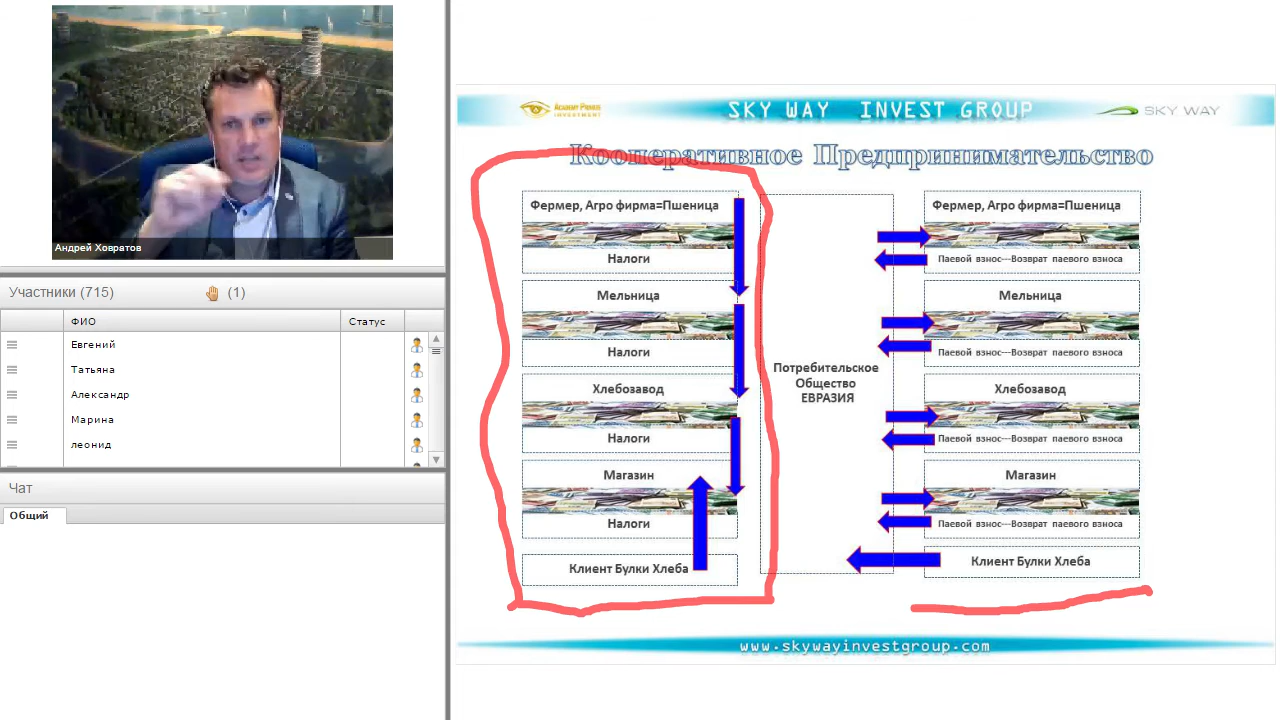 Андрей Ховратов
Участники (715)
(1)
ФИО
Статус
Евгений
Татьяна
Александр
Марина
леонид
Чат
Общий
ACADEMY PRIVATE
INVESTMENT
SKY WAY INVEST GROUP
SKY WAY
Кооперативное Предпринимательство
Фермер, Агро фирма=Пшеница
Налоги
Мельница
Налоги
Хлебозавод
Налоги
Магазин
Налоги
Клиент Булки Хлеба
Потребительское
Общество
ЕВРАЗИЯ
Фермер, Агро фирма=Пшеница
Паевой взнос---Возврат паевого взноса
Мельница
Паевой взнос---Возврат паевого взноса
Хлебозавод
Паевой взнос---Возврат паевого взноса
Магазин
Паевой взнос---Возврат паевого взноса
Клиент Булки Хлеба
www.skywayinvestgroup.com